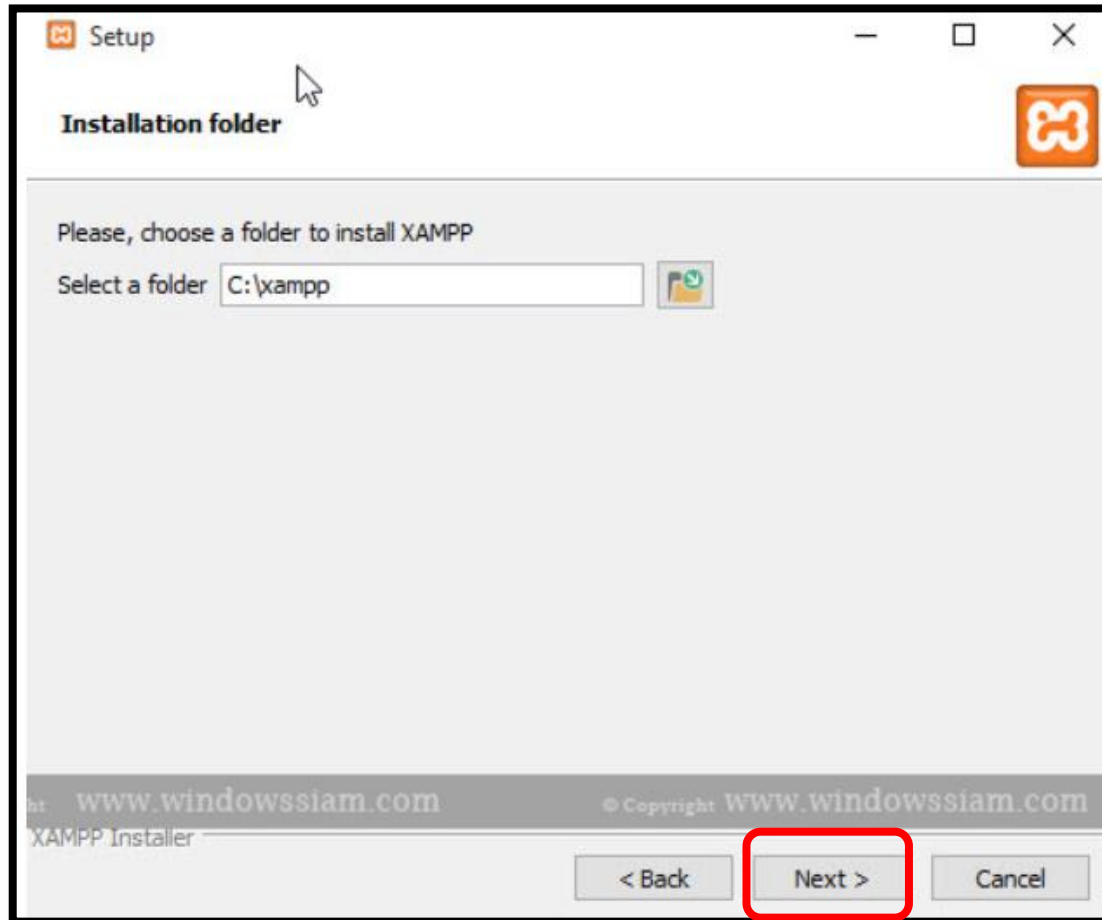 Setup
Installation folder
Please, choose a folder to install XAMPP
Select a folder C:\xampp
ht www.windowssiam.com © Copyright www.windowssiam.com
XAMPP Installer
< Back Next > Cancel